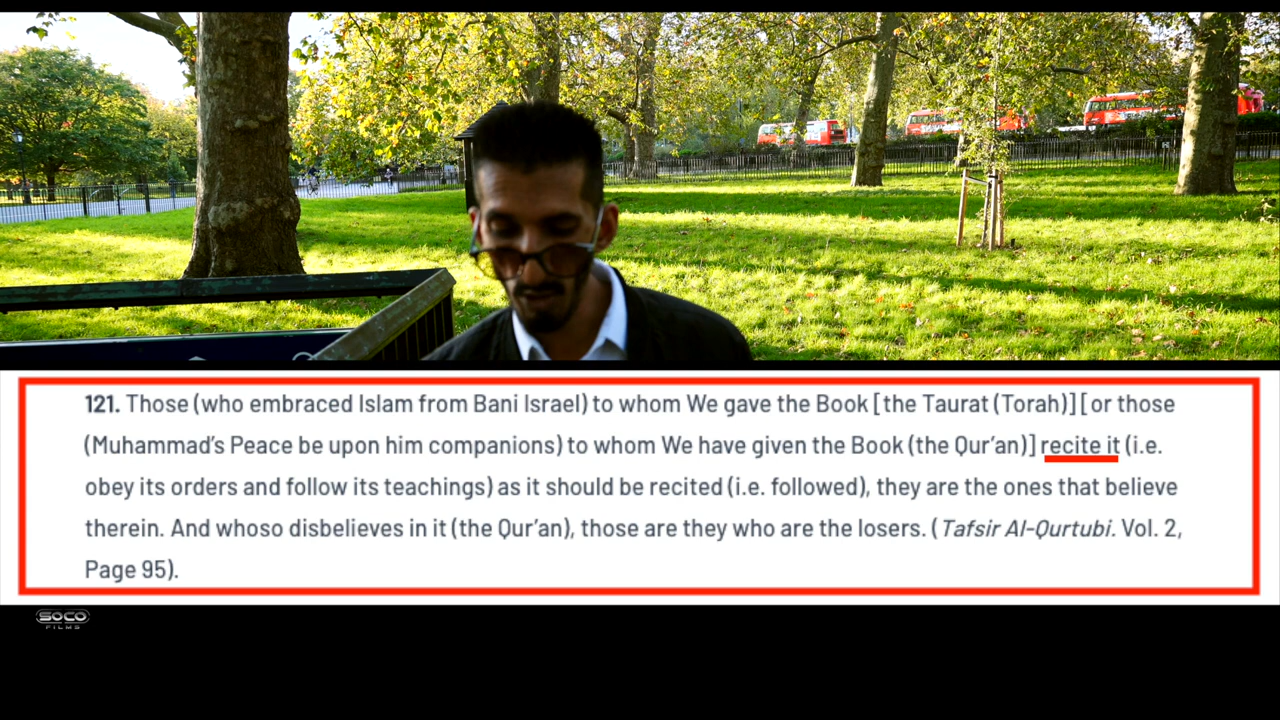 121. Those (who embraced Islam from Bani Israel) to whom We gave the Book [the Taurat (Torah)] [or those
(Muhammad's Peace be upon him companions) to whom We have given the Book (the Qur'an)] recite it (i.e.
obey its orders and follow its teachings) as it should be recited (i.e. followed), they are the ones that believe
therein. And whoso disbelieves in it (the Qur'an), those are they who are the losers. (Tafsir Al-Qurtubi. Vol. 2,
Page 95).
SOCO
FILMS